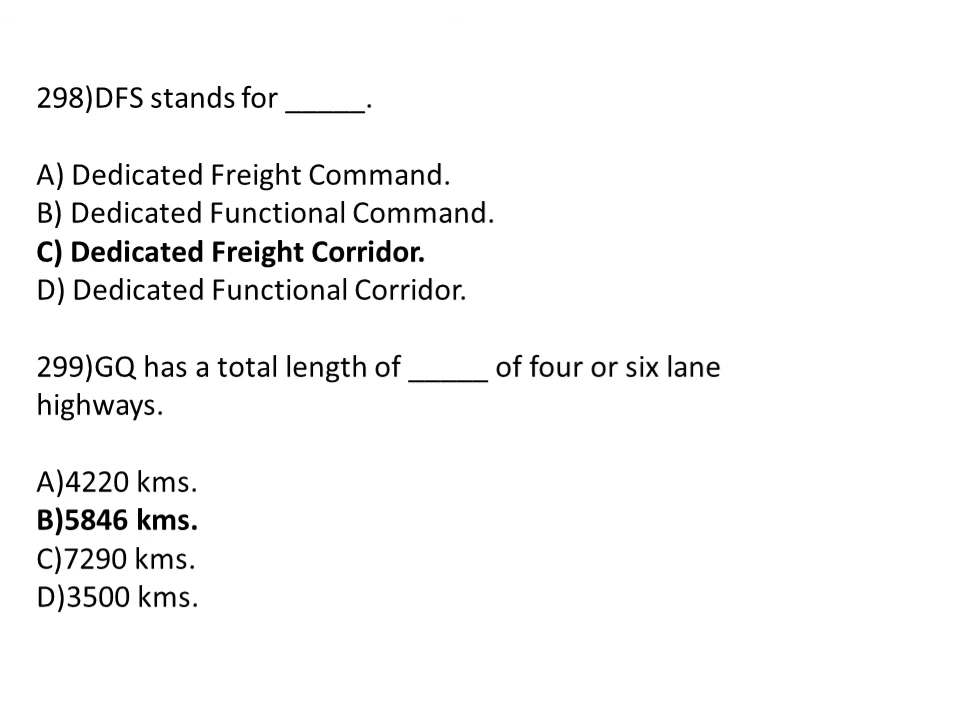 298)DFS stands for _____.
A) Dedicated Freight Command.
B) Dedicated Functional Command.
C) Dedicated Freight Corridor.
D) Dedicated Functional Corridor.
299)GQ has a total length of _____ of four or six lane
highways.
A)4220 kms.
B)5846 kms.
C)7290 kms.
D)3500 kms.